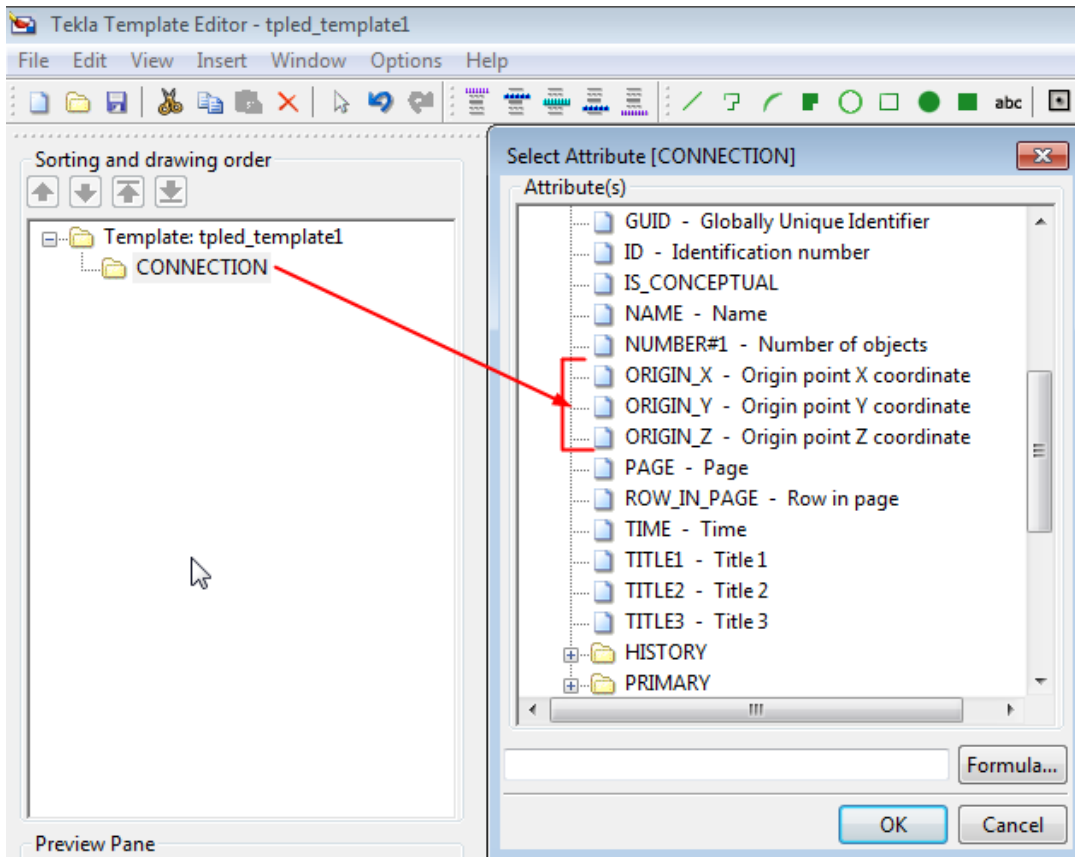 Tekla Template Editor - tpled_template1
File Edit View Insert Window Options Help
abc
Sorting and drawing order
Template: tpled_template1
CONNECTION
Preview Pane
Select Attribute [CONNECTION]
Attribute(s)
GUID - Globally Unique Identifier
ID - Identification number
IS_CONCEPTUAL
NAME - Name
NUMBER#1 - Number of objects
ORIGIN_X - Origin point X coordinate
ORIGIN_Y - Origin point Y coordinate
ORIGIN_Z - Origin point Z coordinate
PAGE - Page
ROW_IN_PAGE - Row in page
TIME - Time
TITLE1 - Title 1
TITLE2 - Title 2
TITLE3 - Title 3
HISTORY
PRIMARY
Formula...
OK Cancel